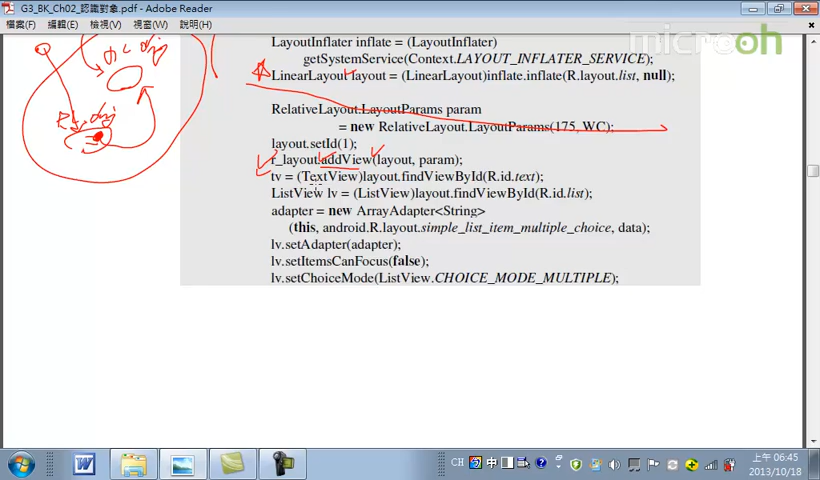 G3_BK_Ch02_認識對象.pdf - Adobe Reader
檔案(F) 編輯(E) 檢視(V) 視窗(W) 說明(H)
microoh
LayoutInflater inflate = (LayoutInflater)
getSystemService(Context.LAYOUT_INFLATER_SERVICE);
LinearLayout layout = (LinearLayout)inflate.inflate(R.layout.list, null);
RelativeLayout.LayoutParams param
= new RelativeLayout.LayoutParams(175, WC);
layout.setId(1);
r_layout.addView(layout, param);
tv = (TextView)layout.findViewById(R.id.text);
ListView lv = (ListView)layout.findViewById(R.id.list);
adapter = new ArrayAdapter<String>
(this, android.R.layout.simple_list_item_multiple_choice, data);
lv.setAdapter(adapter);
lv.setItemsCanFocus(false);
lv.setChoiceMode(ListView.CHOICE_MODE_MULTIPLE);
CH 中
上午 06:45
2013/10/18